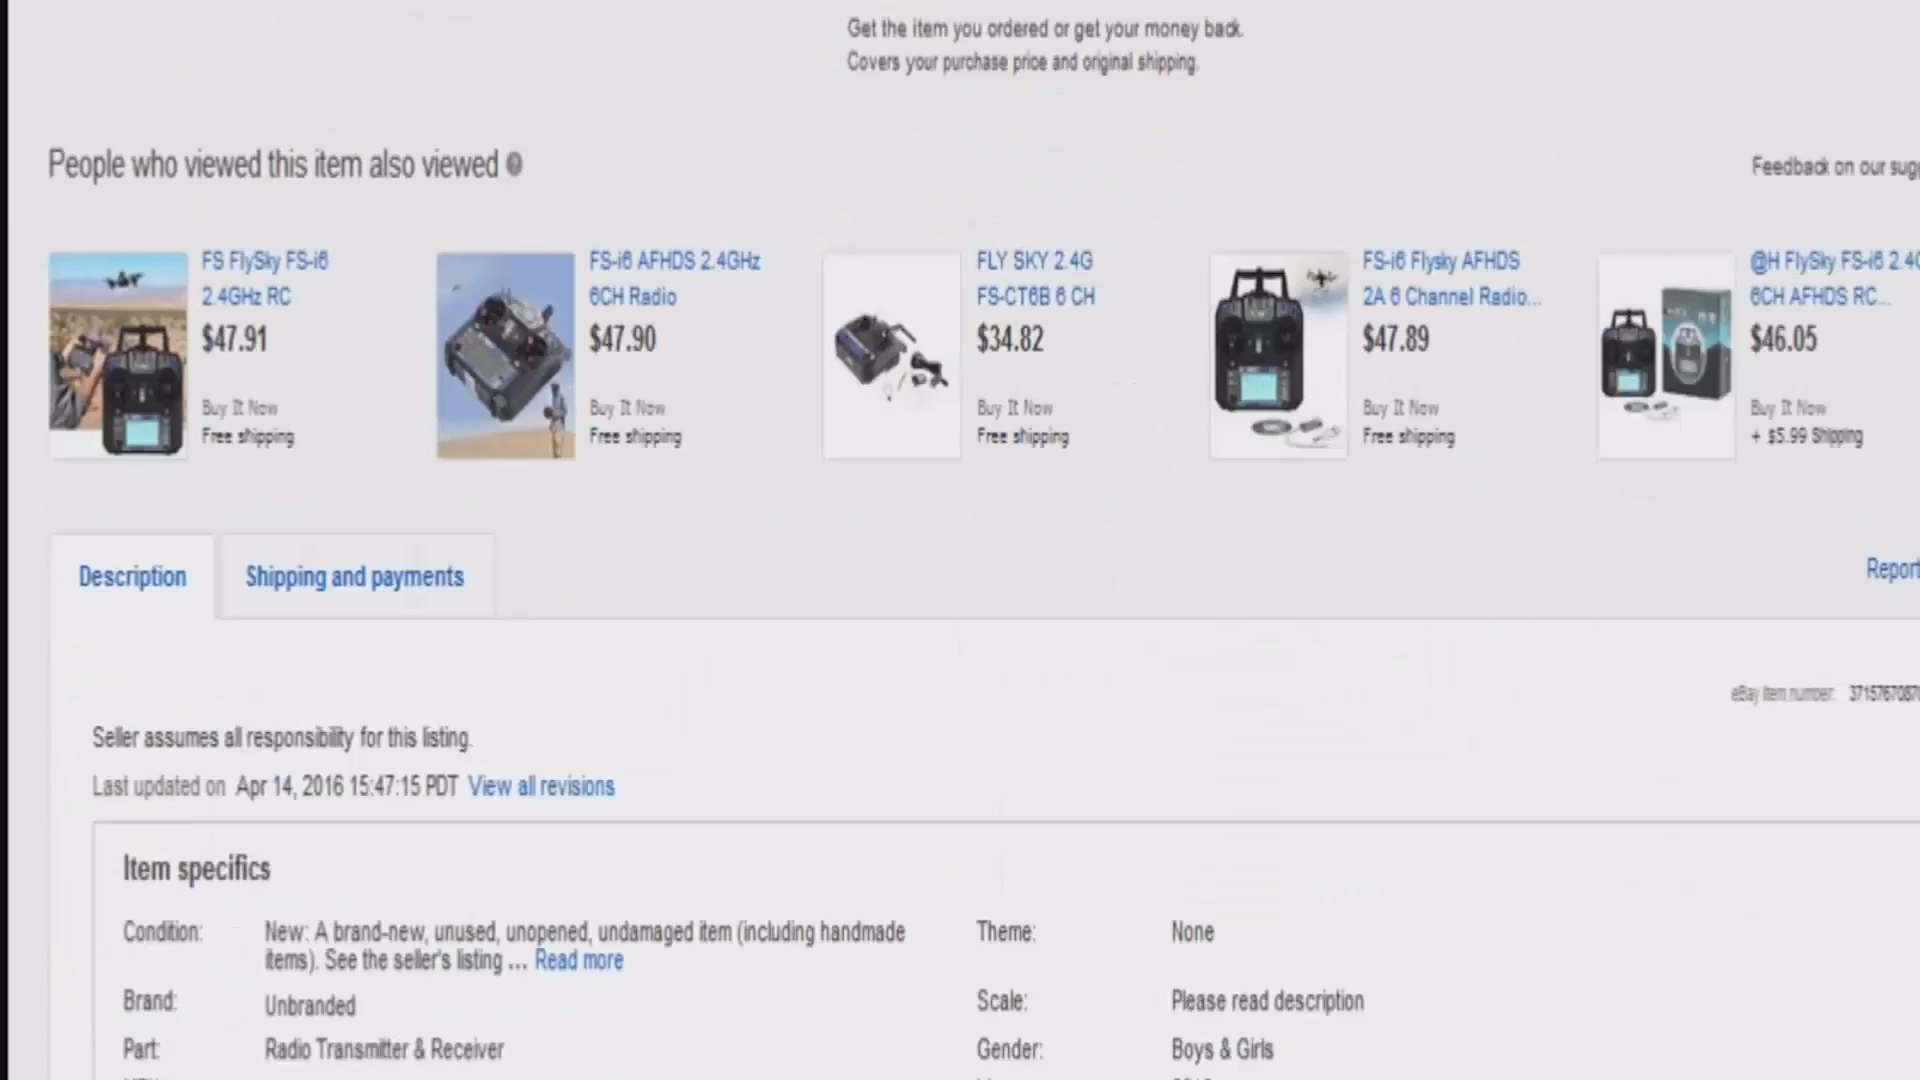 Get the item you ordered or get your money back.
Covers your purchase price and original shipping.
People who viewed this item also viewed
Feedback on our sugg
FS FlySky FS-i6
2.4GHz RC
$47.91
Buy It Now
Free shipping
FS-i6 AFHDS 2.4GHz
6CH Radio
$47.90
Buy It Now
Free shipping
FLY SKY 2.4G
FS-CT6B 6 CH
$34.82
Buy It Now
Free shipping
FS-i6 Flysky AFHDS
2A 6 Channel Radio...
$47.89
Buy It Now
Free shipping
@H FlySky FS-i6 2.4G
6CH AFHDS RC...
$46.05
Buy It Now
+ $5.99 Shipping
Description
Shipping and payments
Report
eBay item number: 3715767087
Seller assumes all responsibility for this listing.
Last updated on Apr 14, 2016 15:47:15 PDT View all revisions
Item specifics
Condition: New: A brand-new, unused, unopened, undamaged item (including handmade
items). See the seller's listing ... Read more
Theme: None
Brand: Unbranded
Scale: Please read description
Part: Radio Transmitter & Receiver
Gender: Boys & Girls